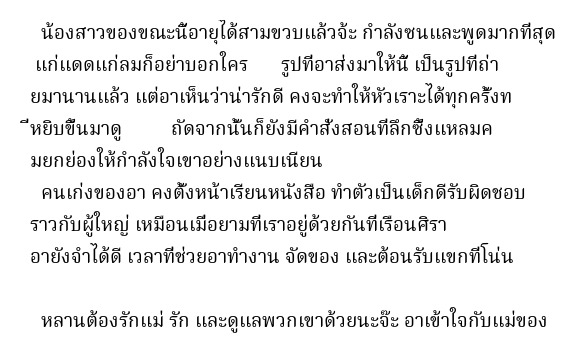 น้องสาวของขณะนี้อายุได้สามขวบแล้วจ้ะ กำลังซนและพูดมากที่สุด
แก่แดดแก่ลมก็อย่าบอกใคร รูปที่อาส่งมาให้นี้ เป็นรูปที่ถ่า
ยมานานแล้ว แต่อาเห็นว่าน่ารักดี คงจะทำให้หัวเราะได้ทุกครั้งท
ี่หยิบขึ้นมาดู ถัดจากนั้นก็ยังมีคำสั่งสอนที่ลึกซึ้งแหลมค
มยกย่องให้กำลังใจเขาอย่างแนบเนียน
คนเก่งของอา คงตั้งหน้าเรียนหนังสือ ทำตัวเป็นเด็กดีรับผิดชอบ
ราวกับผู้ใหญ่ เหมือนเมื่อยามที่เราอยู่ด้วยกันที่เรือนศิรา
อายังจำได้ดี เวลาที่ช่วยอาทำงาน จัดของ และต้อนรับแขกที่โน่น
หลานต้องรักแม่ รัก และดูแลพวกเขาด้วยนะจ๊ะ อาเข้าใจกับแม่ของ